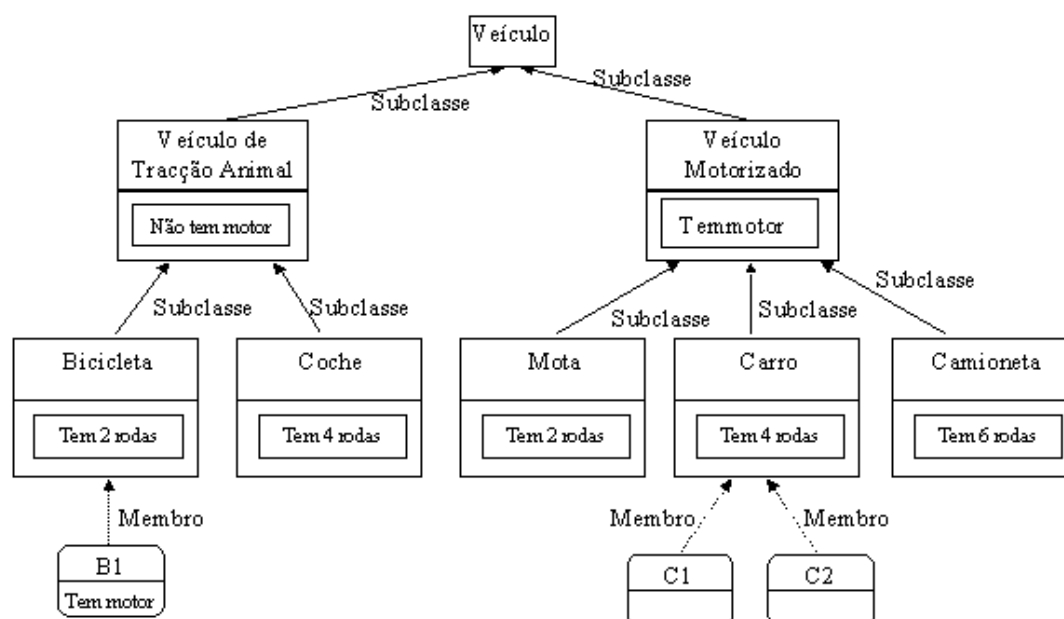 Veículo
Subclasse
Subclasse
Veículo de
Tracção Animal
Não tem motor
Veículo
Motorizado
Tem motor
Subclasse
Subclasse
Subclasse
Subclasse
Subclasse
Bicicleta
Tem 2 rodas
Coche
Tem 4 rodas
Mota
Tem 2 rodas
Carro
Tem 4 rodas
Camioneta
Tem 6 rodas
Membro
Membro
Membro
B1
Tem motor
C1
C2